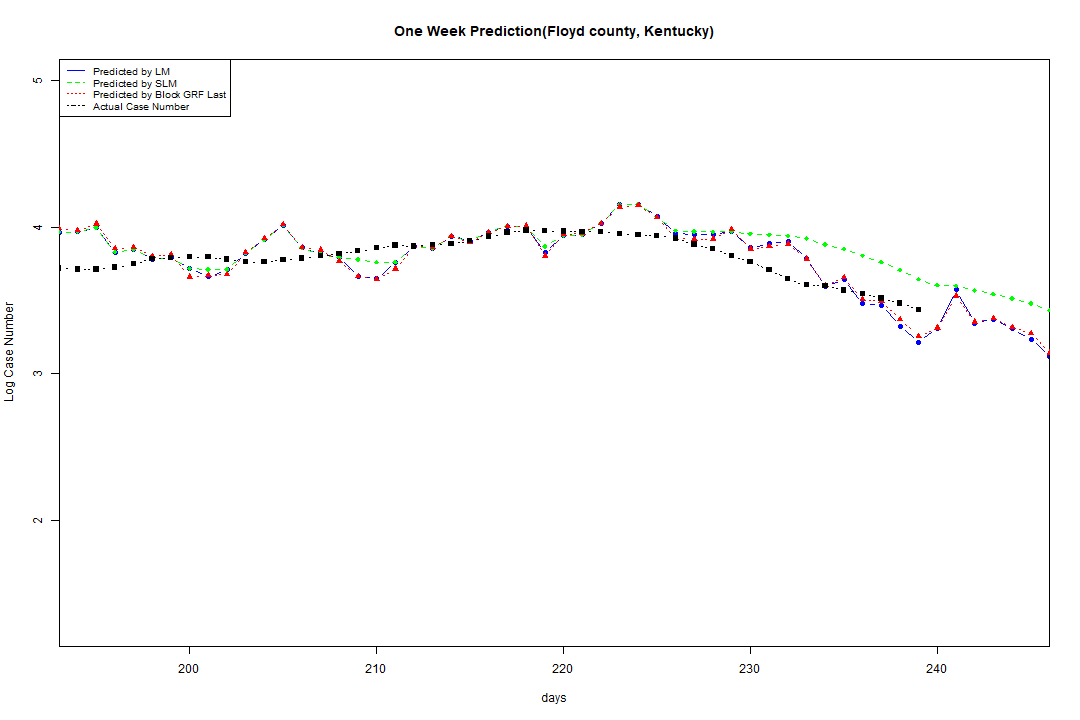 One Week Prediction(Floyd county, Kentucky)
Predicted by LM
Predicted by SLM
Predicted by Block GRF Last
Actual Case Number
5
4
3
2
Log Case Number
200
210
220
230
240
days